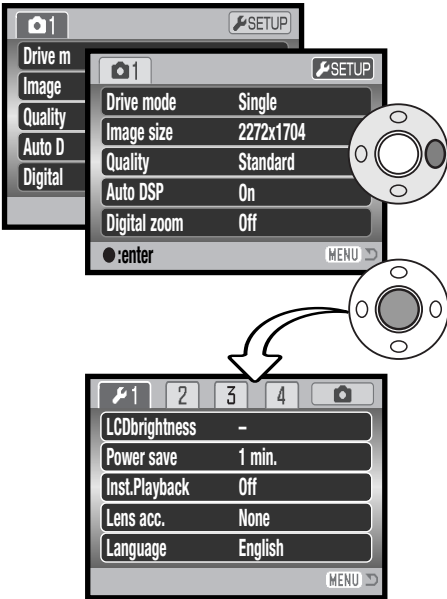 1 SETUP
Drive m
Image
Quality
Auto D
Digital
1 SETUP
Drive mode Single
Image size 2272x1704
Quality Standard
Auto DSP On
Digital zoom Off
:enter MENU
1 2 3 4
LCDbrightness –
Power save 1 min.
Inst.Playback Off
Lens acc. None
Language English
MENU